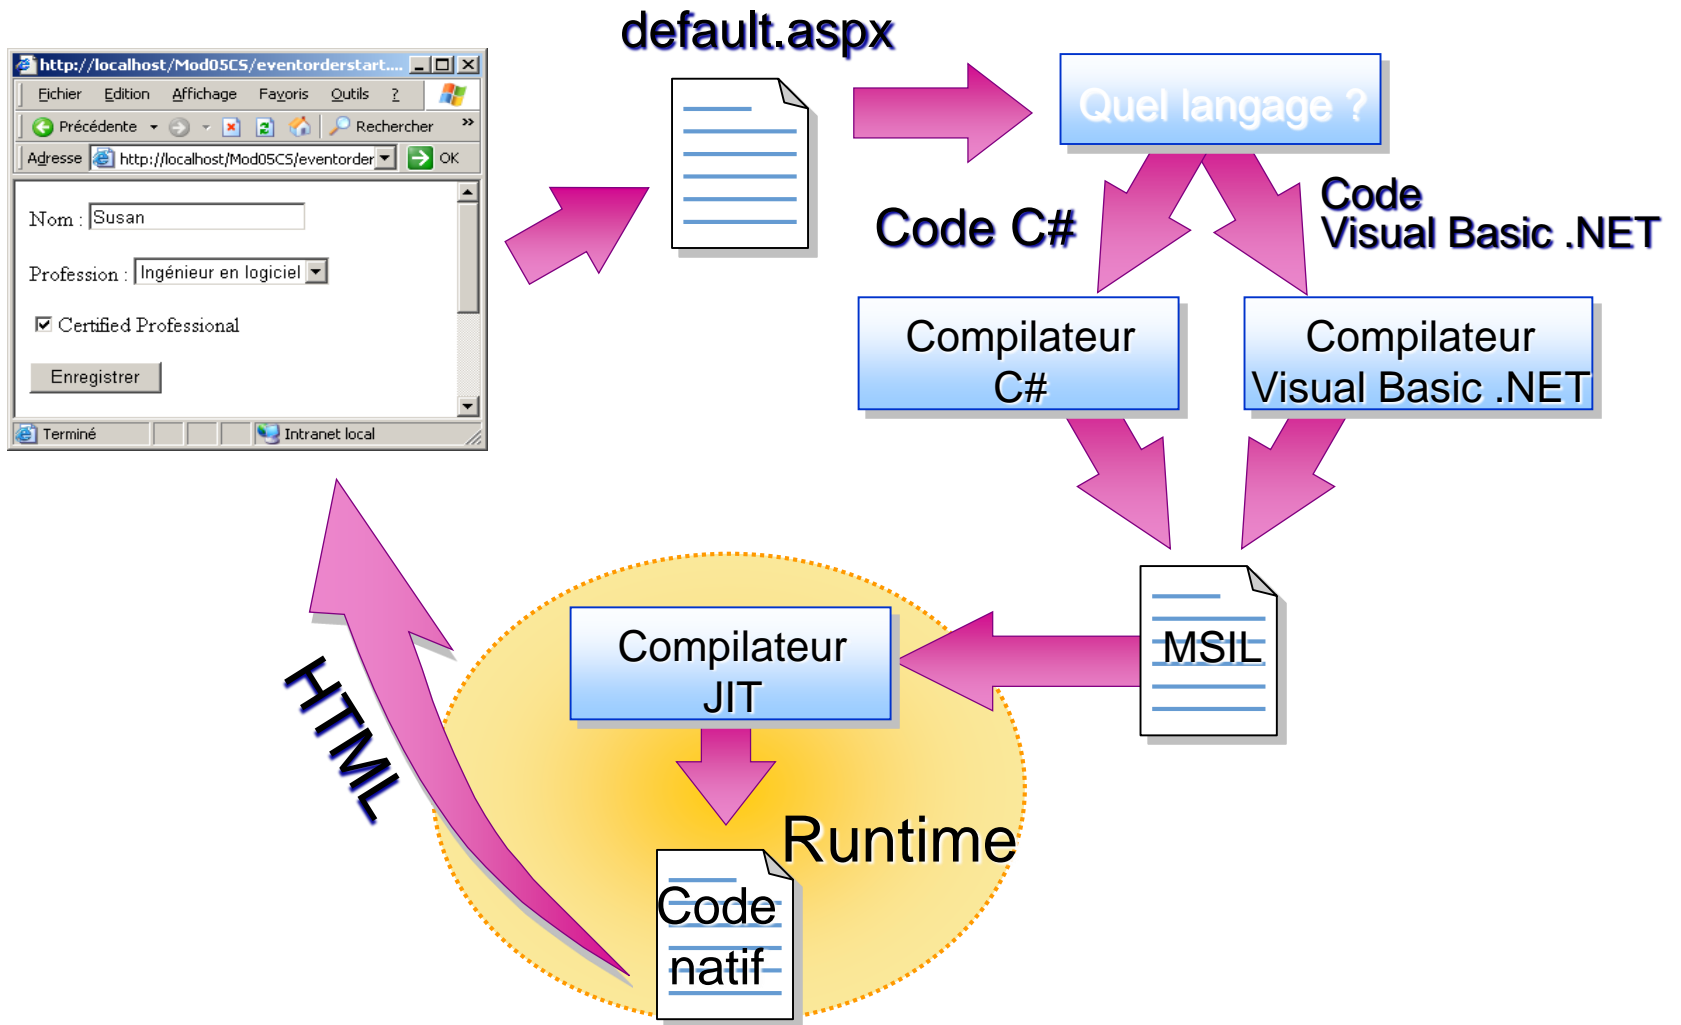 default.aspx
http://localhost/Mod05CS/eventorderstart....
Fichier Edition Affichage Favoris Outils ?
Précédente Rechercher »
Adresse http://localhost/Mod05CS/eventorder OK
Nom : Susan
Profession : Ingénieur en logiciel
Certified Professional
Enregistrer
Terminé Intranet local
Quel langage ?
Code C#
Code
Visual Basic .NET
Compilateur
C#
Compilateur
Visual Basic .NET
MSIL
Compilateur
JIT
Runtime
Code
natif
HTML